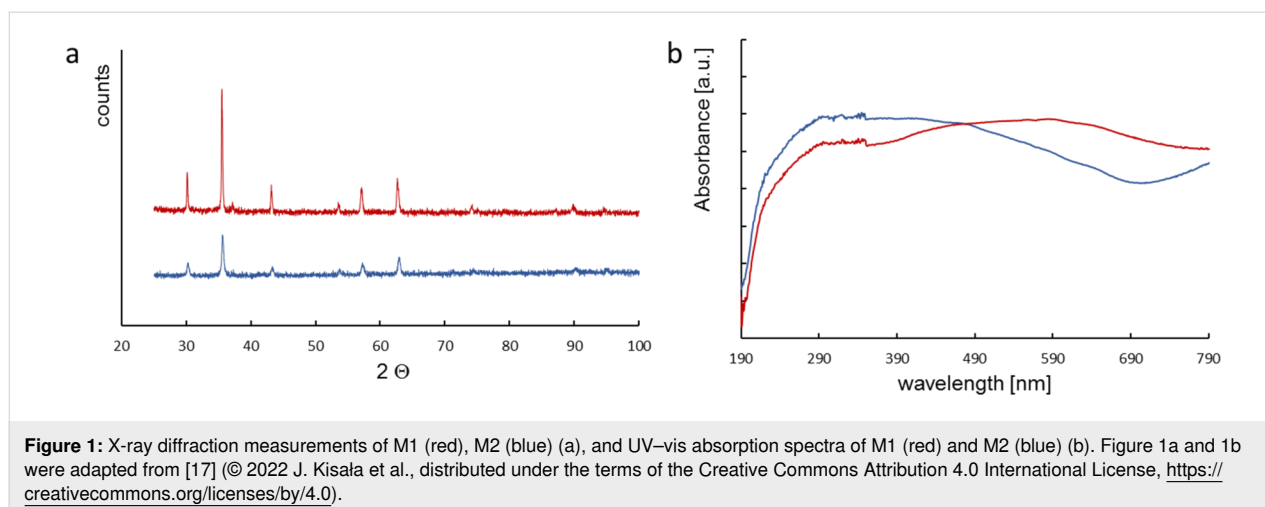 a
counts
20 30 40 50 60 70 80 90 100
2 Θ
b
Absorbance [a.u.]
190 290 390 490 590 690 790
wavelength [nm]
Figure 1: X-ray diffraction measurements of M1 (red), M2 (blue) (a), and UV–vis absorption spectra of M1 (red) and M2 (blue) (b). Figure 1a and 1b
were adapted from [17] (© 2022 J. Kisała et al., distributed under the terms of the Creative Commons Attribution 4.0 International License, https://
creativecommons.org/licenses/by/4.0).